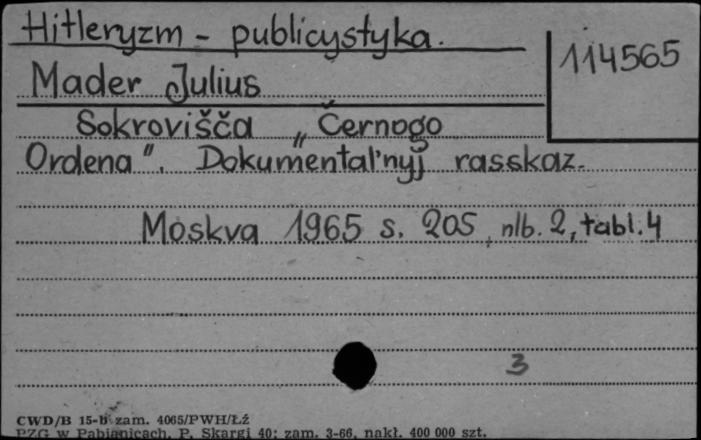 Hitleryzm - publicystyka.
114565
Mader Julius
Sokrovišča „Černogo
Ordena". Dokumental'nyj rasskaz.
Moskva 1965 s. 205, nlb. 2, tabl. 4
3
CWD/B 15-b zam. 4065/PWH/Łź
PZG w Pabianicach, P. Skargi 40; zam. 3-66, nakł. 400 000 szt.